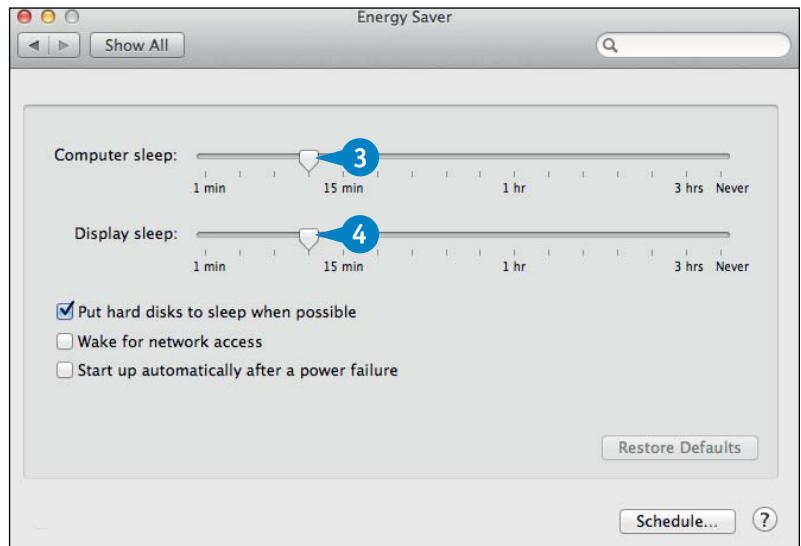 Energy Saver
Show All
Computer sleep:
3
1 min 15 min 1 hr 3 hrs Never
Display sleep:
4
1 min 15 min 1 hr 3 hrs Never
Put hard disks to sleep when possible
Wake for network access
Start up automatically after a power failure
Restore Defaults
Schedule... ?